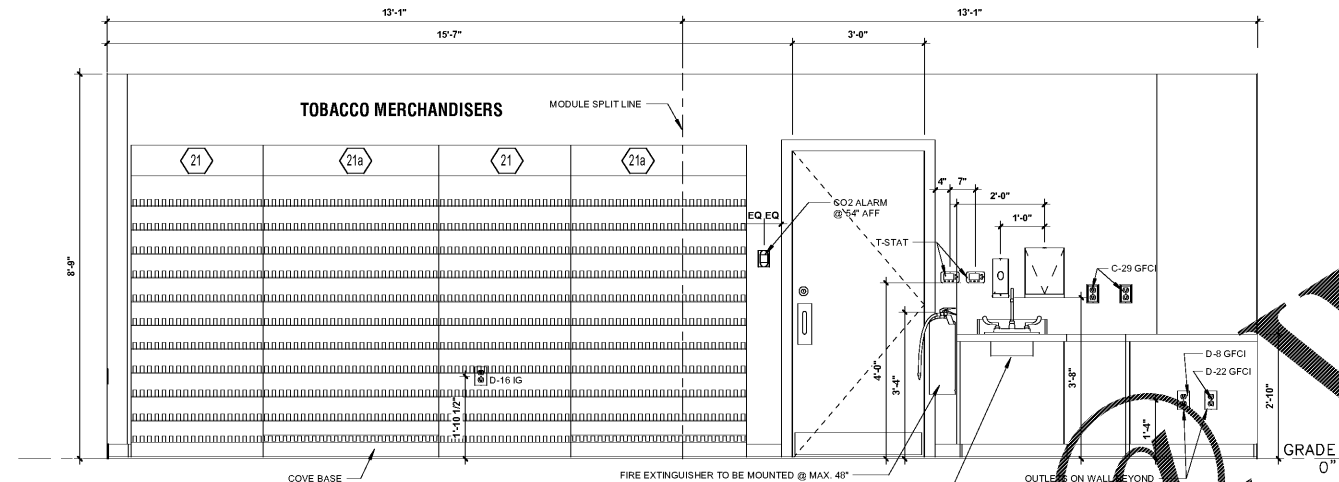 13'-1"
13'-1"
15'-7"
3'-0"
TOBACCO MERCHANDISERS
MODULE SPLIT LINE
21
21a
21
21a
4"
7"
2'-0"
CO2 ALARM
@ 54" AFF
EQ EQ
1'-0"
T-STAT
8'-9"
C-29 GFCI
D-8 GFCI
D-16 IG
D-22 GFCI
4'-0"
3'-4"
3'-8"
2'-10"
1'-10 1/2"
1'-4"
GRADE
0"
COVE BASE
FIRE EXTINGUISHER TO BE MOUNTED @ MAX. 48"
OUTLETS ON WALL BEYOND